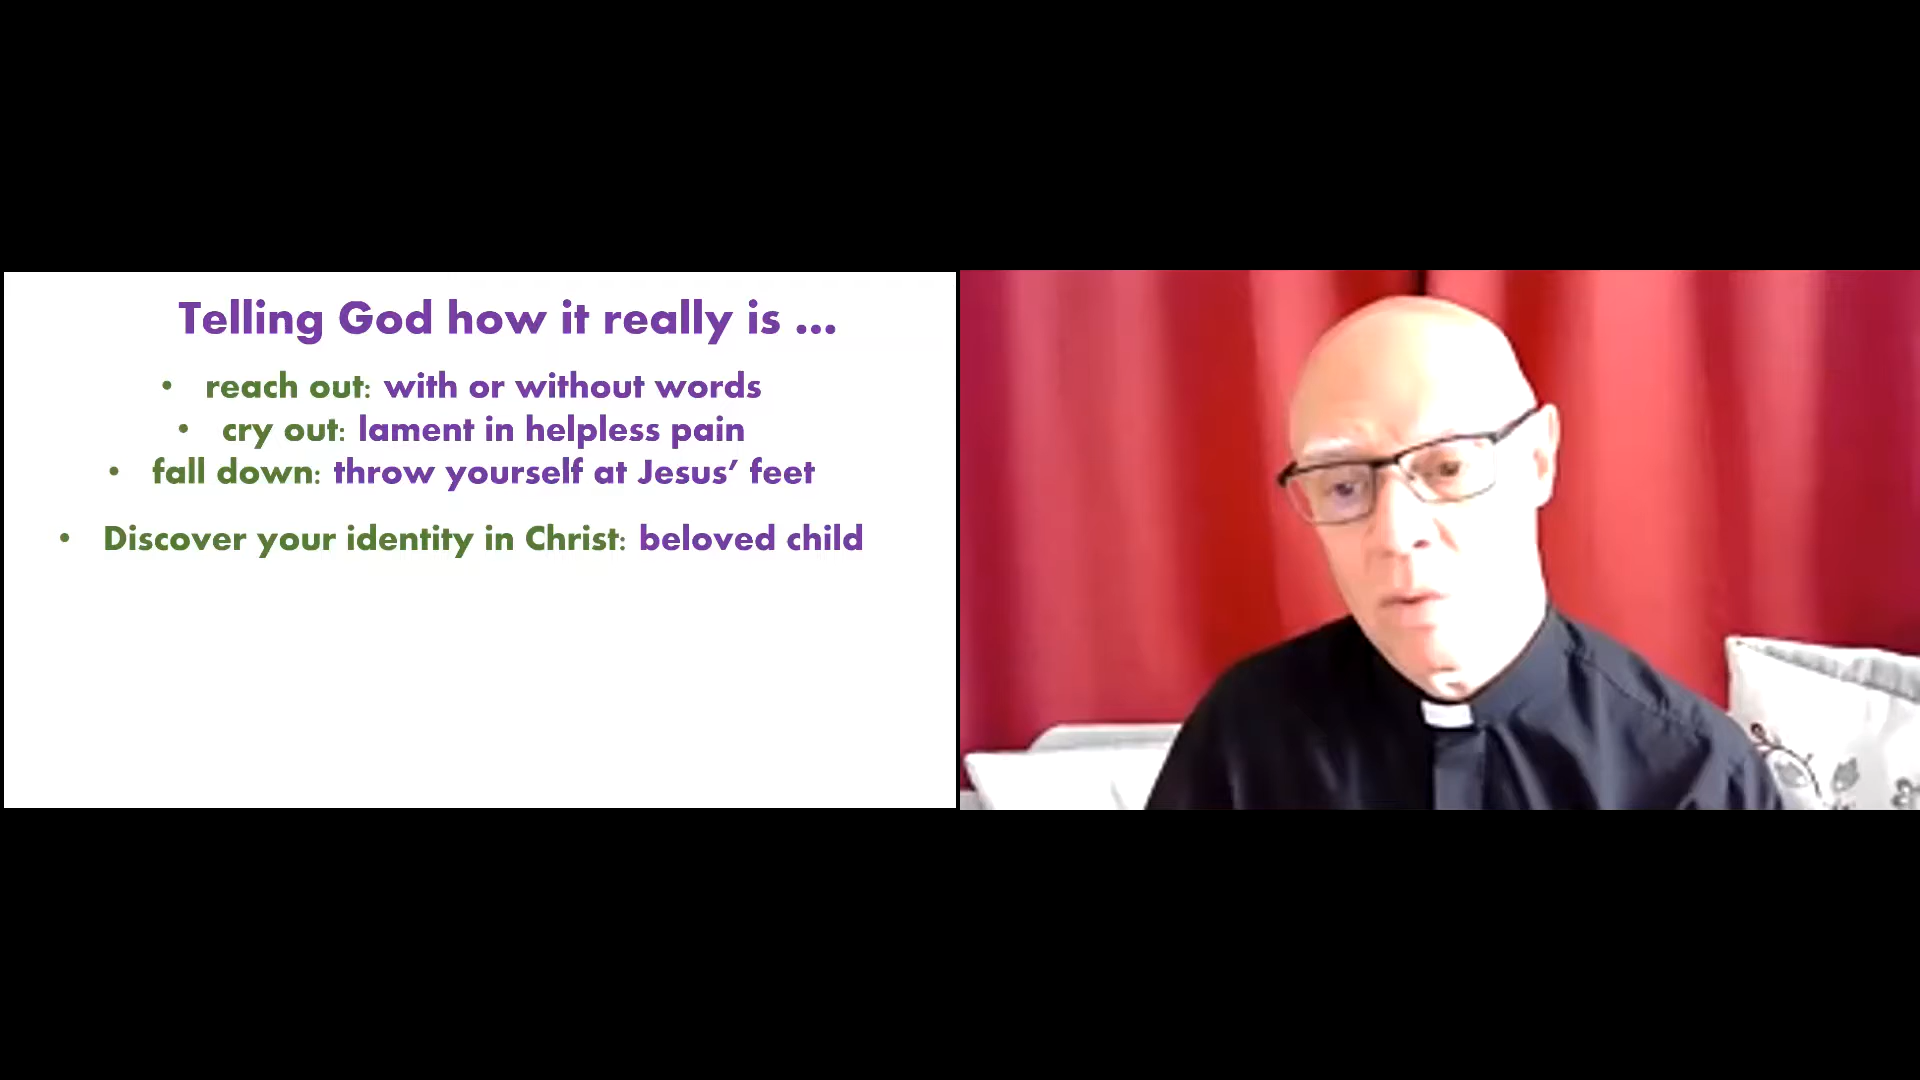 Telling God how it really is ...
• reach out: with or without words
• cry out: lament in helpless pain
• fall down: throw yourself at Jesus’ feet
• Discover your identity in Christ: beloved child